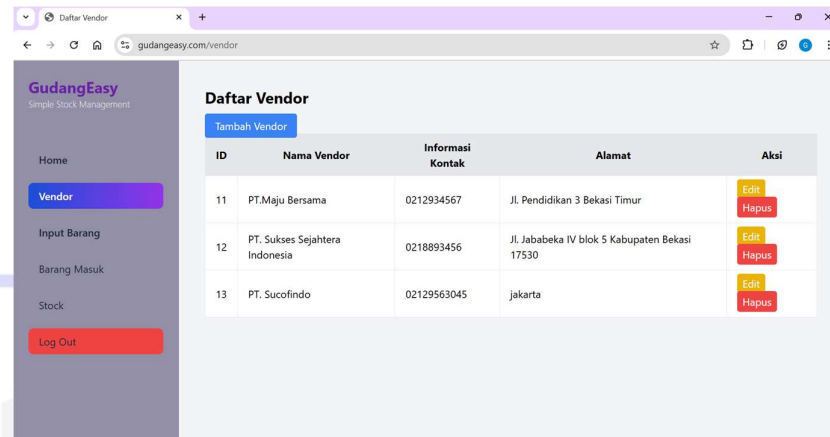 Daftar Vendor
gudangeasy.com/vendor
G
GudangEasy
Simple Stock Management
Home
Vendor
Input Barang
Barang Masuk
Stock
Log Out
Daftar Vendor
Tambah Vendor
ID Nama Vendor Informasi Kontak Alamat Aksi
11 PT.Maju Bersama 0212934567 Jl. Pendidikan 3 Bekasi Timur Edit Hapus
12 PT. Sukses Sejahtera Indonesia 0218893456 Jl. Jababeka IV blok 5 Kabupaten Bekasi 17530 Edit Hapus
13 PT. Sucofindo 02129563045 jakarta Edit Hapus